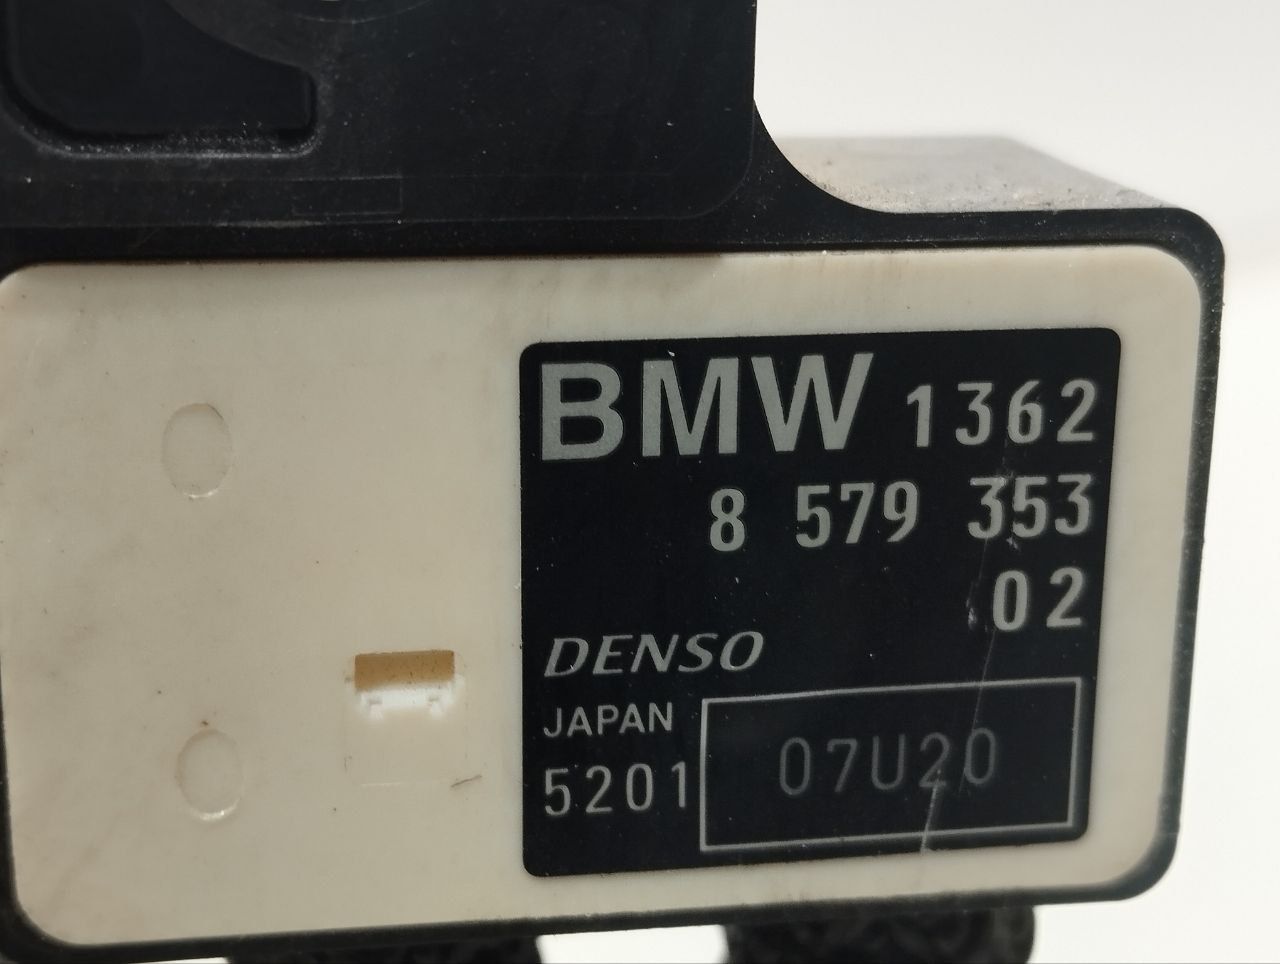 BMW 1362
8 579 353
02
DENSO
JAPAN
5201 07U20